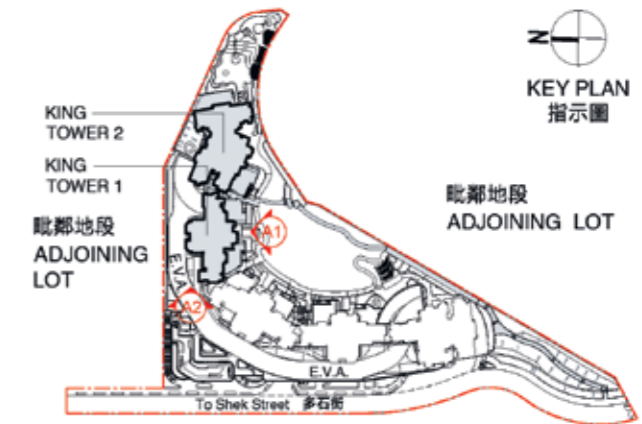 N
KEY PLAN
指示圖
KING
TOWER 2
KING
TOWER 1
毗鄰地段
ADJOINING LOT
毗鄰地段
ADJOINING
LOT
A1
E.V.A.
A2
E.V.A.
To Shek Street 多石街